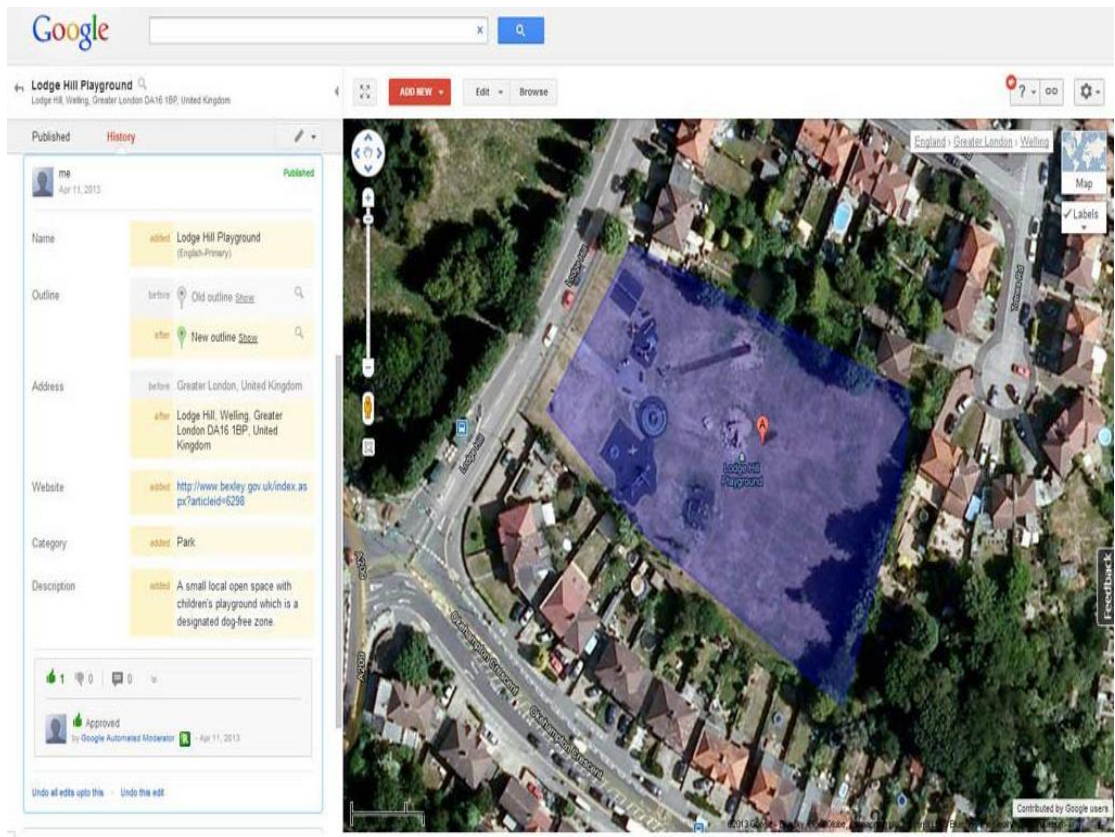 Google
Lodge Hill Playground
Lodge Hill, Welling, Greater London DA16 1BP, United Kingdom
ADD NEW
Edit
Browse
?
Published
History
me
Published
Apr 11, 2013
Name
added
Lodge Hill Playground
(English-Primary)
Outline
before
Old outline Show
after
New outline Show
Address
before
Greater London, United Kingdom
after
Lodge Hill, Welling, Greater
London DA16 1BP, United
Kingdom
Website
added
http://www.bexley.gov.uk/index.as
px?articleid=6298
Category
added
Park
Description
added
A small local open space with
children's playground which is a
designated dog-free zone.
1
0
0
Approved
by Google Automated Moderator R - Apr 11, 2013
Undo all edits upto this - Undo this edit
England › Greater London › Welling
Map
Labels
Lodge Hill
Totnes Rd
A
Lodge Hill
Playground
Lodge Hill
Okehampton Crescent
Okehampton Crescent
Feedback
Contributed by Google users